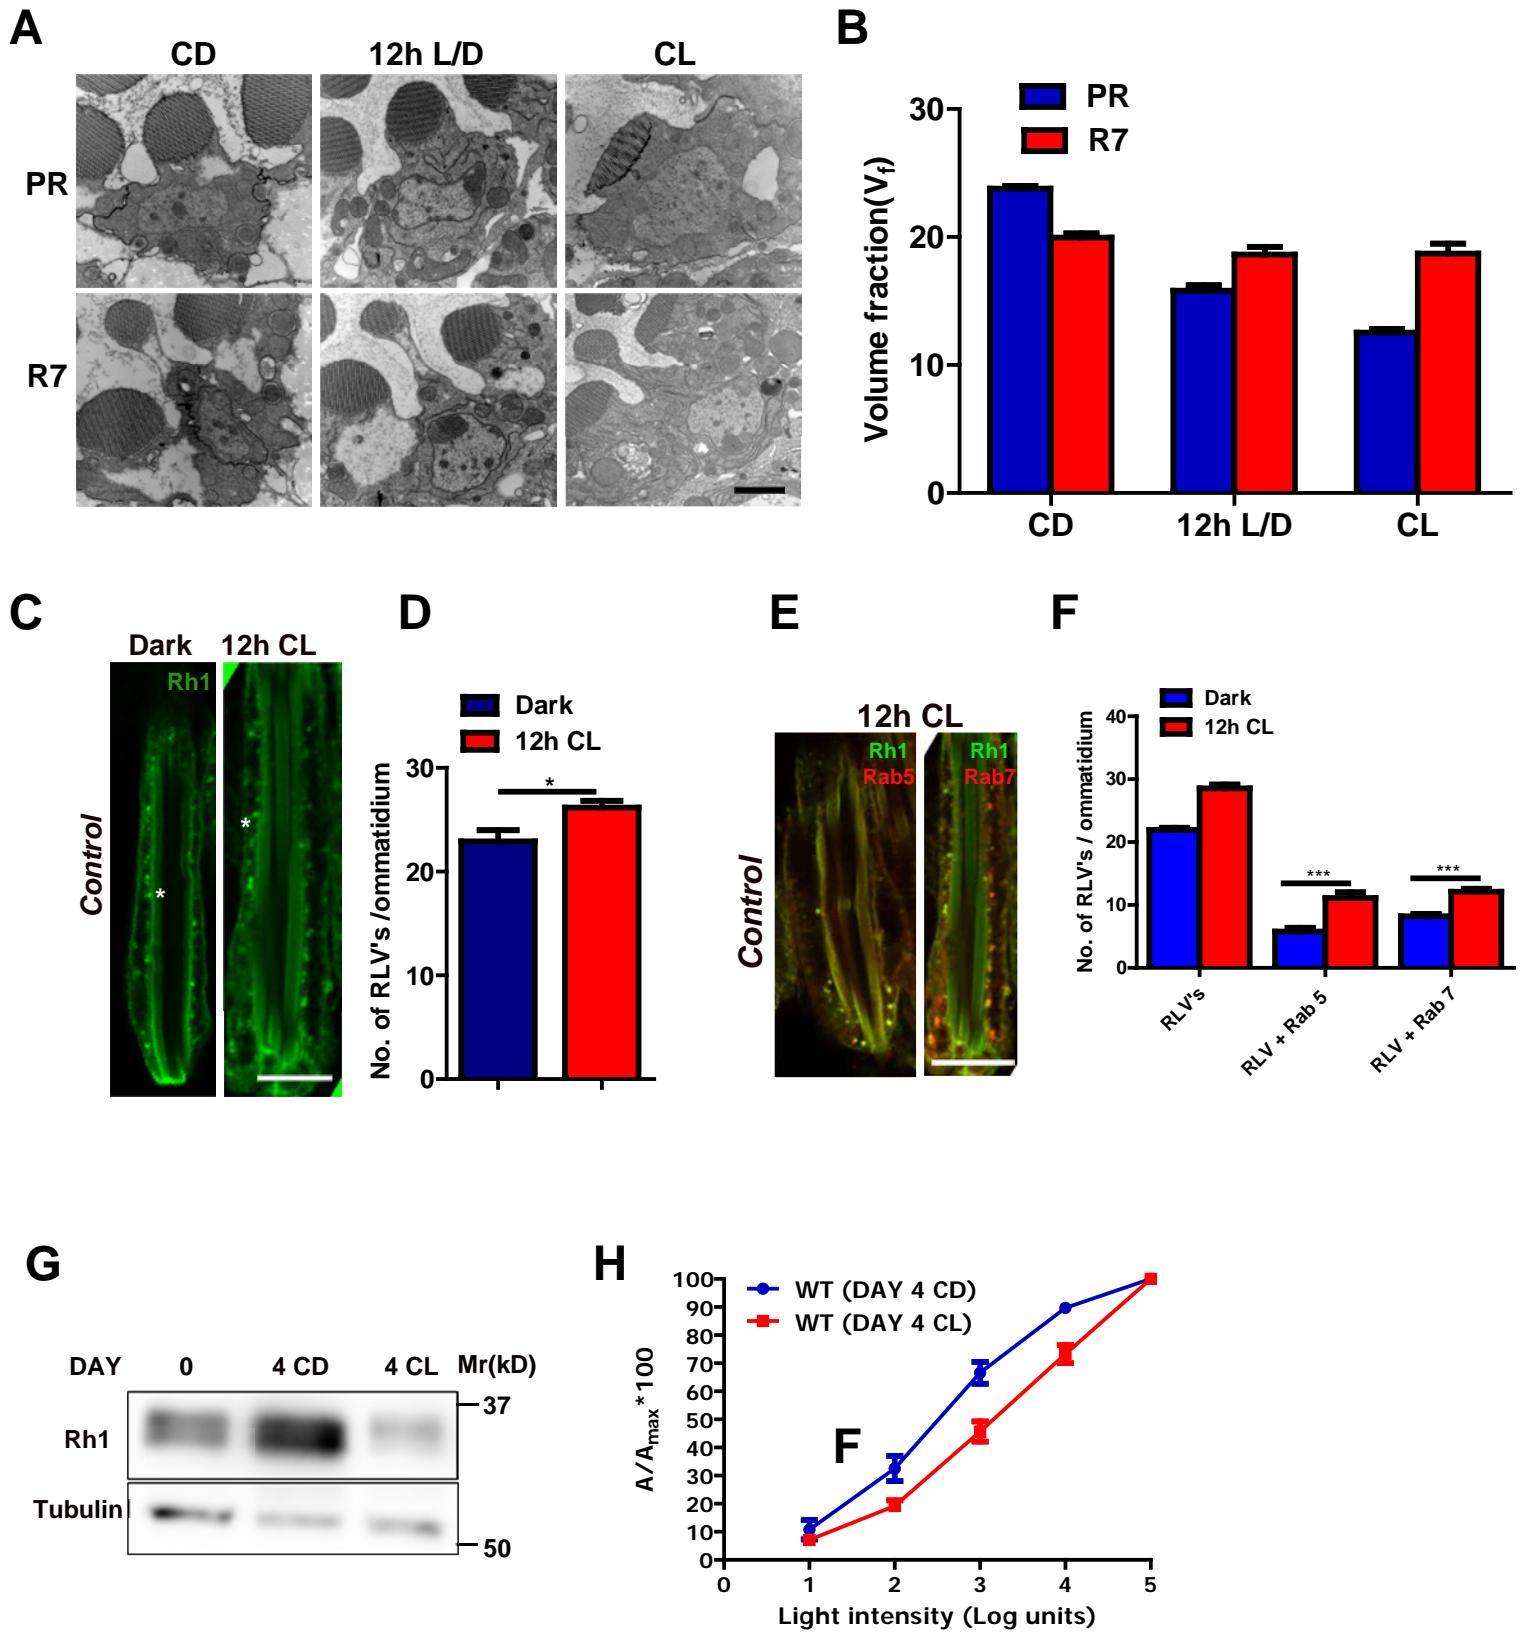 A
CD
12h L/D
CL
PR
R7
B
PR
R7
Volume fraction(Vf)
30
20
10
0
CD
12h L/D
CL
C
Dark
12h CL
Rh1
Control
*
*
D
Dark
12h CL
No. of RLV's /ommatidium
30
20
10
0
*
E
12h CL
Rh1
Rab5
Rh1
Rab7
Control
F
Dark
12h CL
No. of RLV's / ommatidium
40
30
20
10
0
***
***
RLV's
RLV + Rab 5
RLV + Rab 7
G
DAY 0 4 CD 4 CL Mr(kD)
Rh1
37
Tubulin
50
H
WT (DAY 4 CD)
WT (DAY 4 CL)
A/Amax*100
100
90
80
70
60
50
40
30
20
10
0
F
0 1 2 3 4 5
Light intensity (Log units)